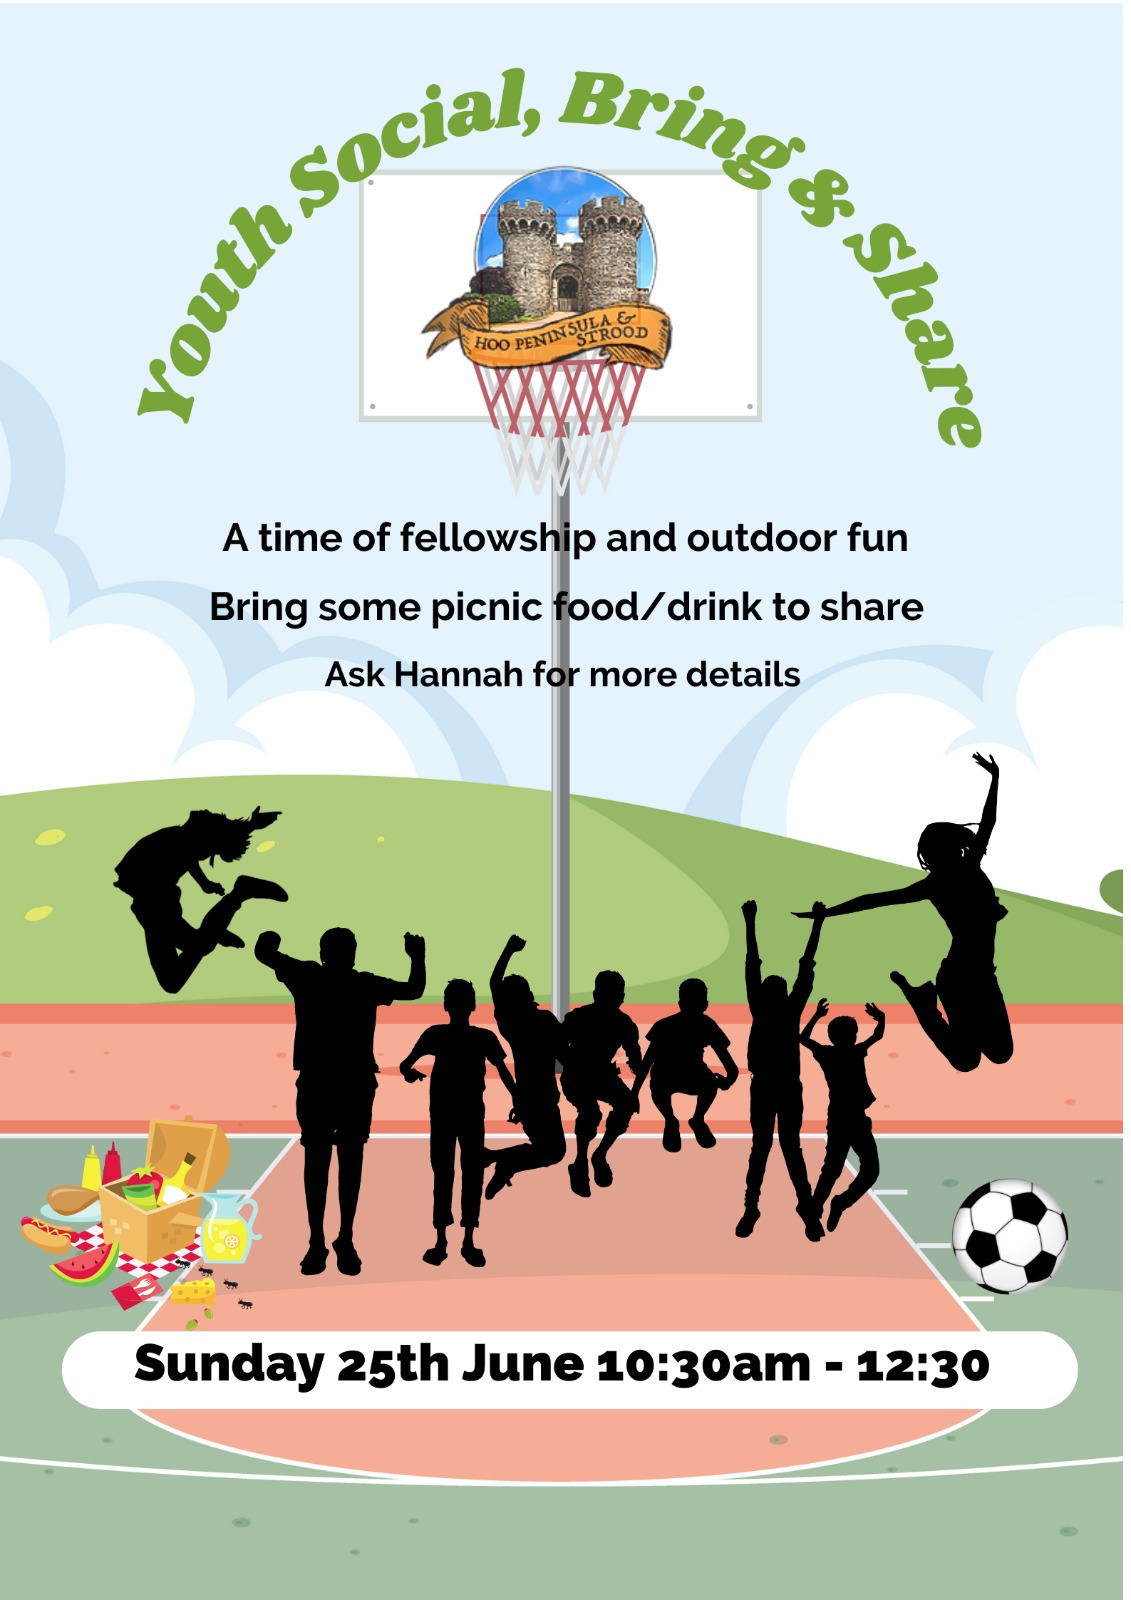 Youth Social, Bring & Share
HOO PENINSULA &
STROOD
A time of fellowship and outdoor fun
Bring some picnic food/drink to share
Ask Hannah for more details
Sunday 25th June 10:30am - 12:30